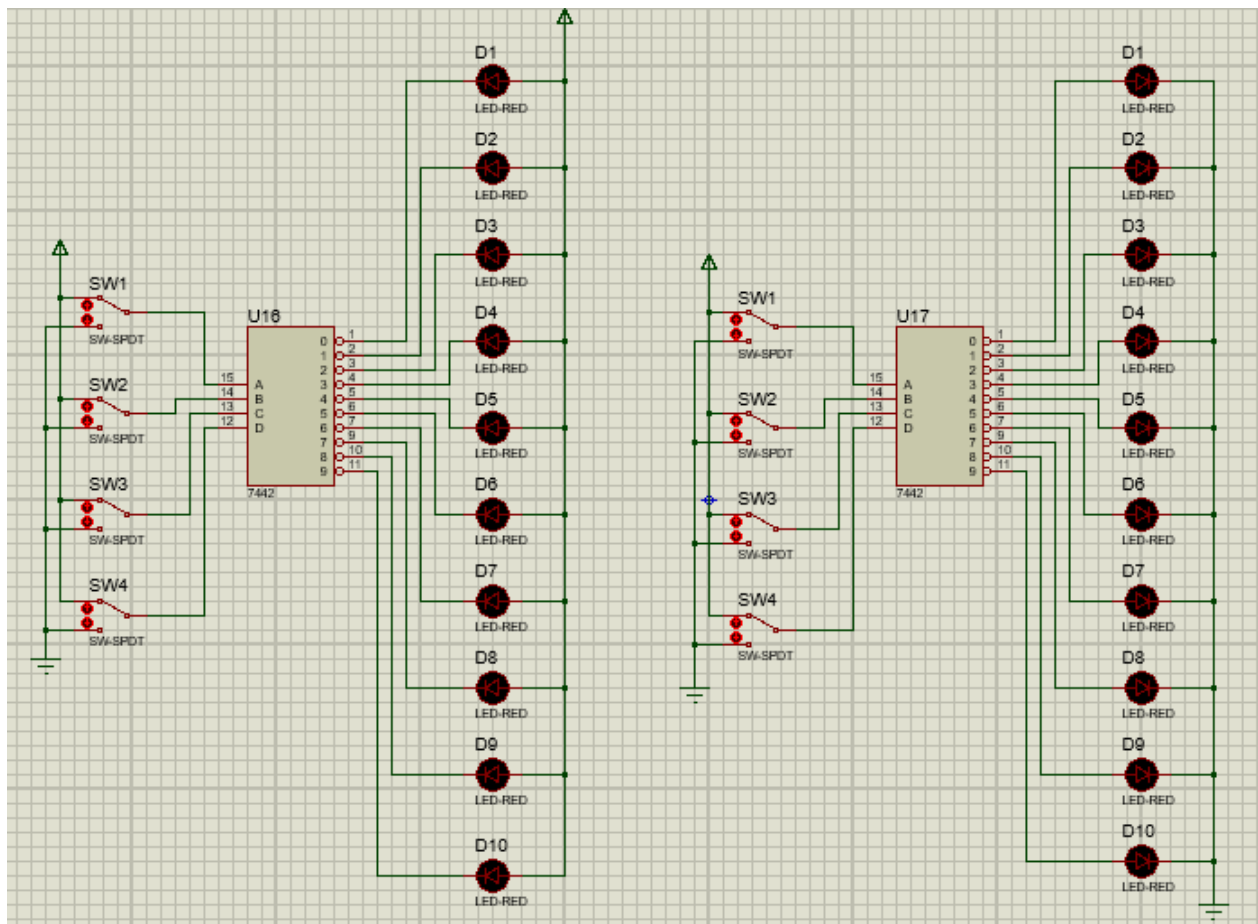 D1
LED-RED
D2
LED-RED
D3
LED-RED
SW1
SW-SPDT
D4
LED-RED
SW2
SW-SPDT
D5
LED-RED
SW3
SW-SPDT
D6
LED-RED
SW4
SW-SPDT
D7
LED-RED
D8
LED-RED
D9
LED-RED
D10
LED-RED
U16
15 A
14 B
13 C
12 D
0 1
1 2
2 3
3 4
4 5
5 6
6 7
7 9
8 10
9 11
7442
D1
LED-RED
D2
LED-RED
D3
LED-RED
SW1
SW-SPDT
D4
LED-RED
SW2
SW-SPDT
D5
LED-RED
SW3
SW-SPDT
D6
LED-RED
SW4
SW-SPDT
D7
LED-RED
D8
LED-RED
D9
LED-RED
D10
LED-RED
U17
15 A
14 B
13 C
12 D
0 1
1 2
2 3
3 4
4 5
5 6
6 7
7 9
8 10
9 11
7442